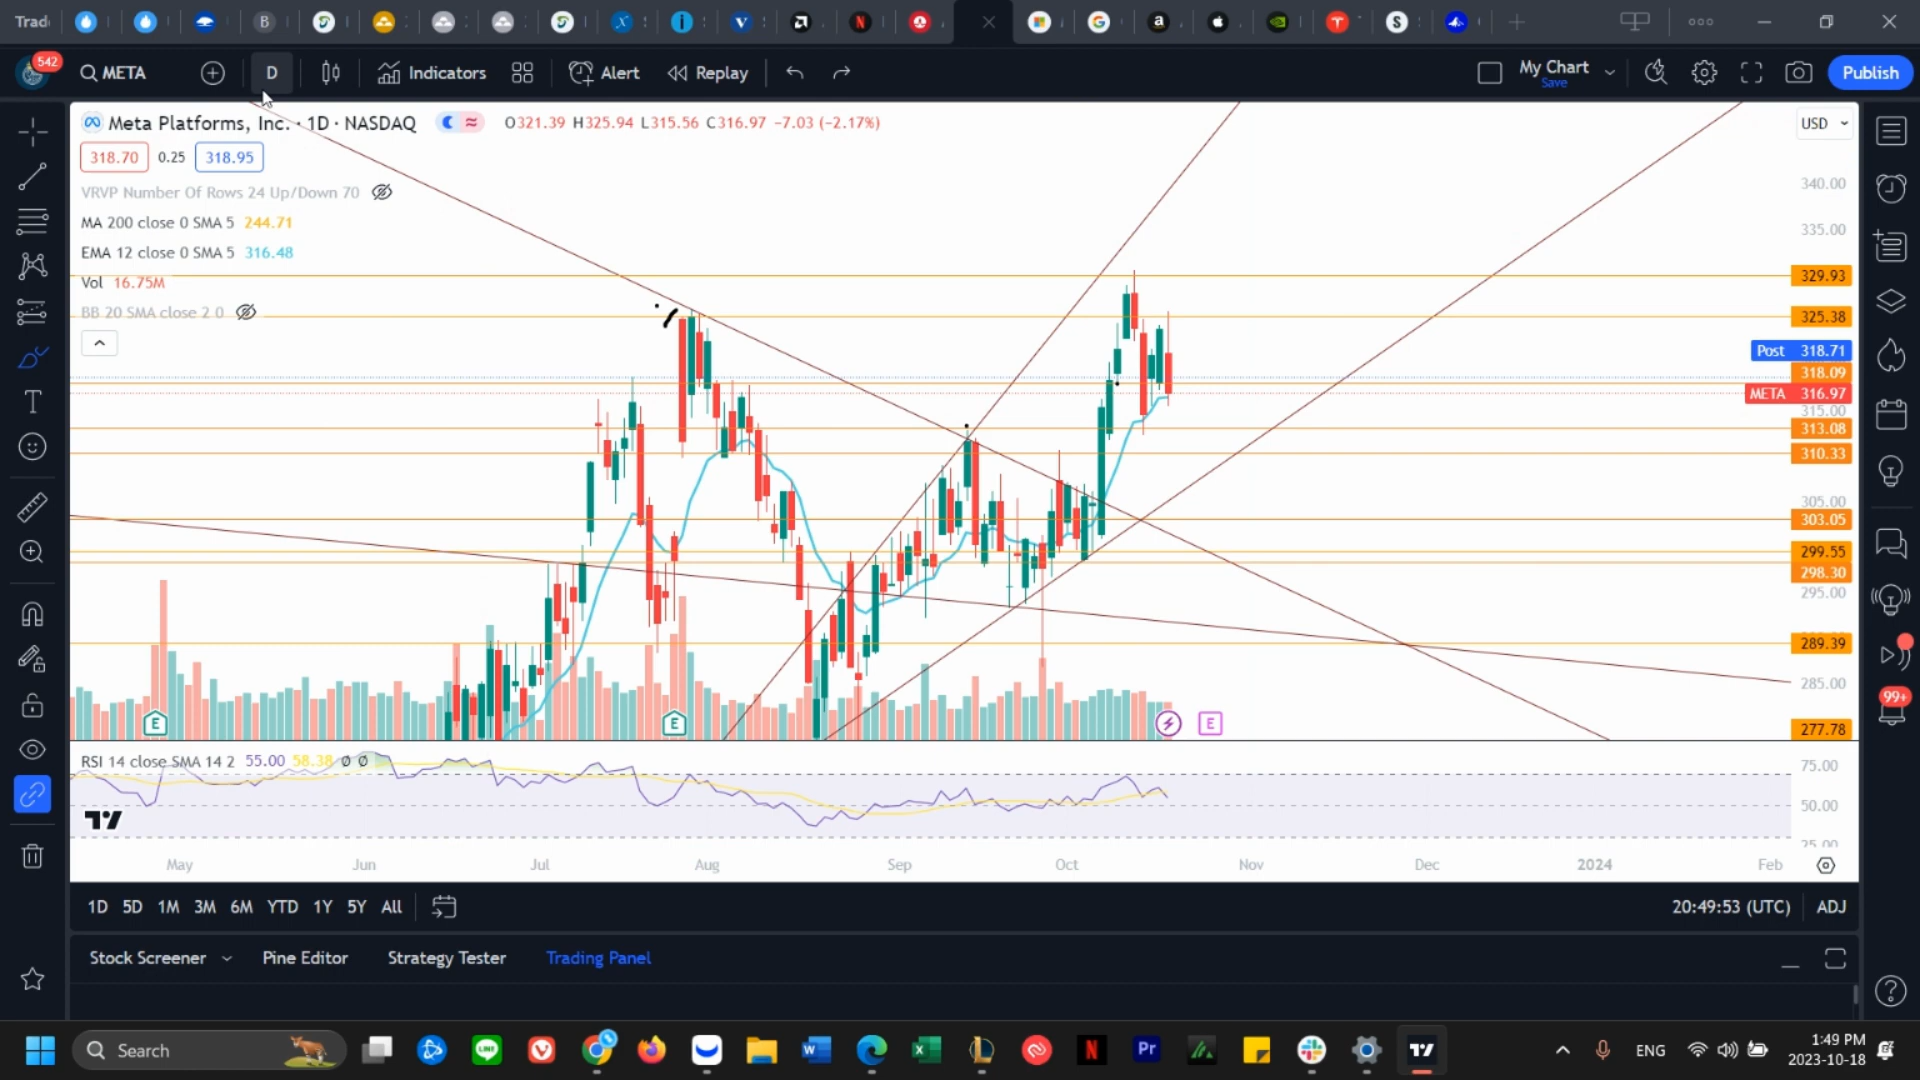 Trad
542
META
D
Indicators
Alert
Replay
My Chart
Save
Publish
Meta Platforms, Inc. · 1D · NASDAQ
O321.39 H325.94 L315.56 C316.97 −7.03 (−2.17%)
USD
318.70 0.25 318.95
VRVP Number Of Rows 24 Up/Down 70
MA 200 close 0 SMA 5 244.71
EMA 12 close 0 SMA 5 316.48
Vol 16.75M
BB 20 SMA close 2 0
340.00
335.00
329.93
325.38
Post 318.71
318.09
META 316.97
315.00
313.08
310.33
305.00
303.05
299.55
298.30
295.00
289.39
285.00
277.78
E
E
E
RSI 14 close SMA 14 2 55.00 58.38 Ø Ø
75.00
50.00
25.00
May Jun Jul Aug Sep Oct Nov Dec 2024 Feb
99+
1D 5D 1M 3M 6M YTD 1Y 5Y All
20:49:53 (UTC) ADJ
Stock Screener Pine Editor Strategy Tester Trading Panel
Search
ENG
1:49 PM
2023-10-18